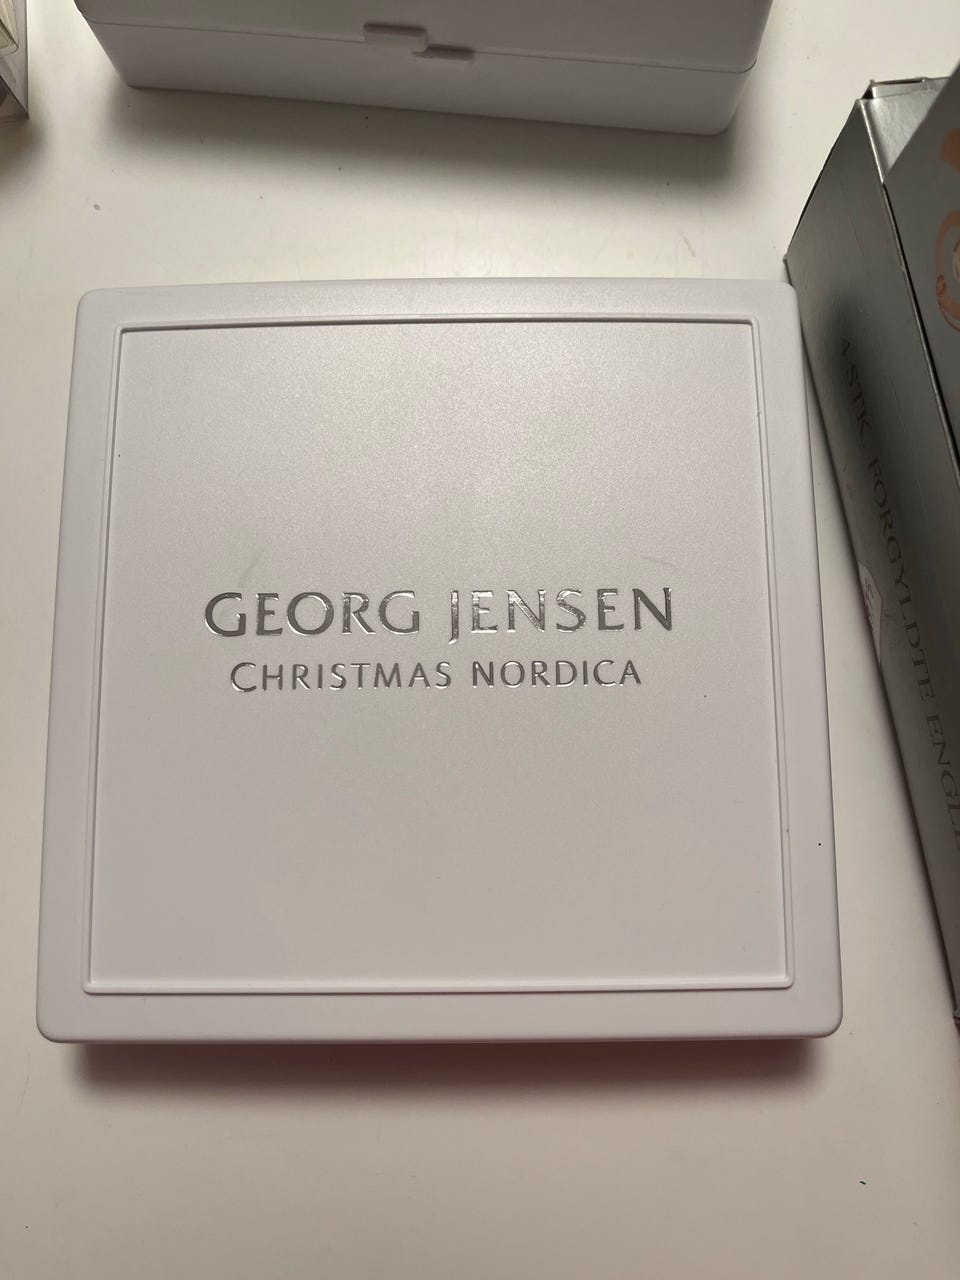 GEORG JENSEN
CHRISTMAS NORDICA
4 STK. FORGYLDTE